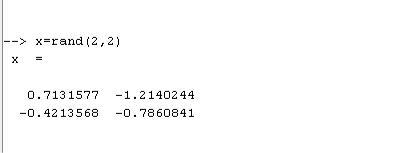 --> x=rand(2,2)
x =
0.7131577 -1.2140244
-0.4213568 -0.7860841